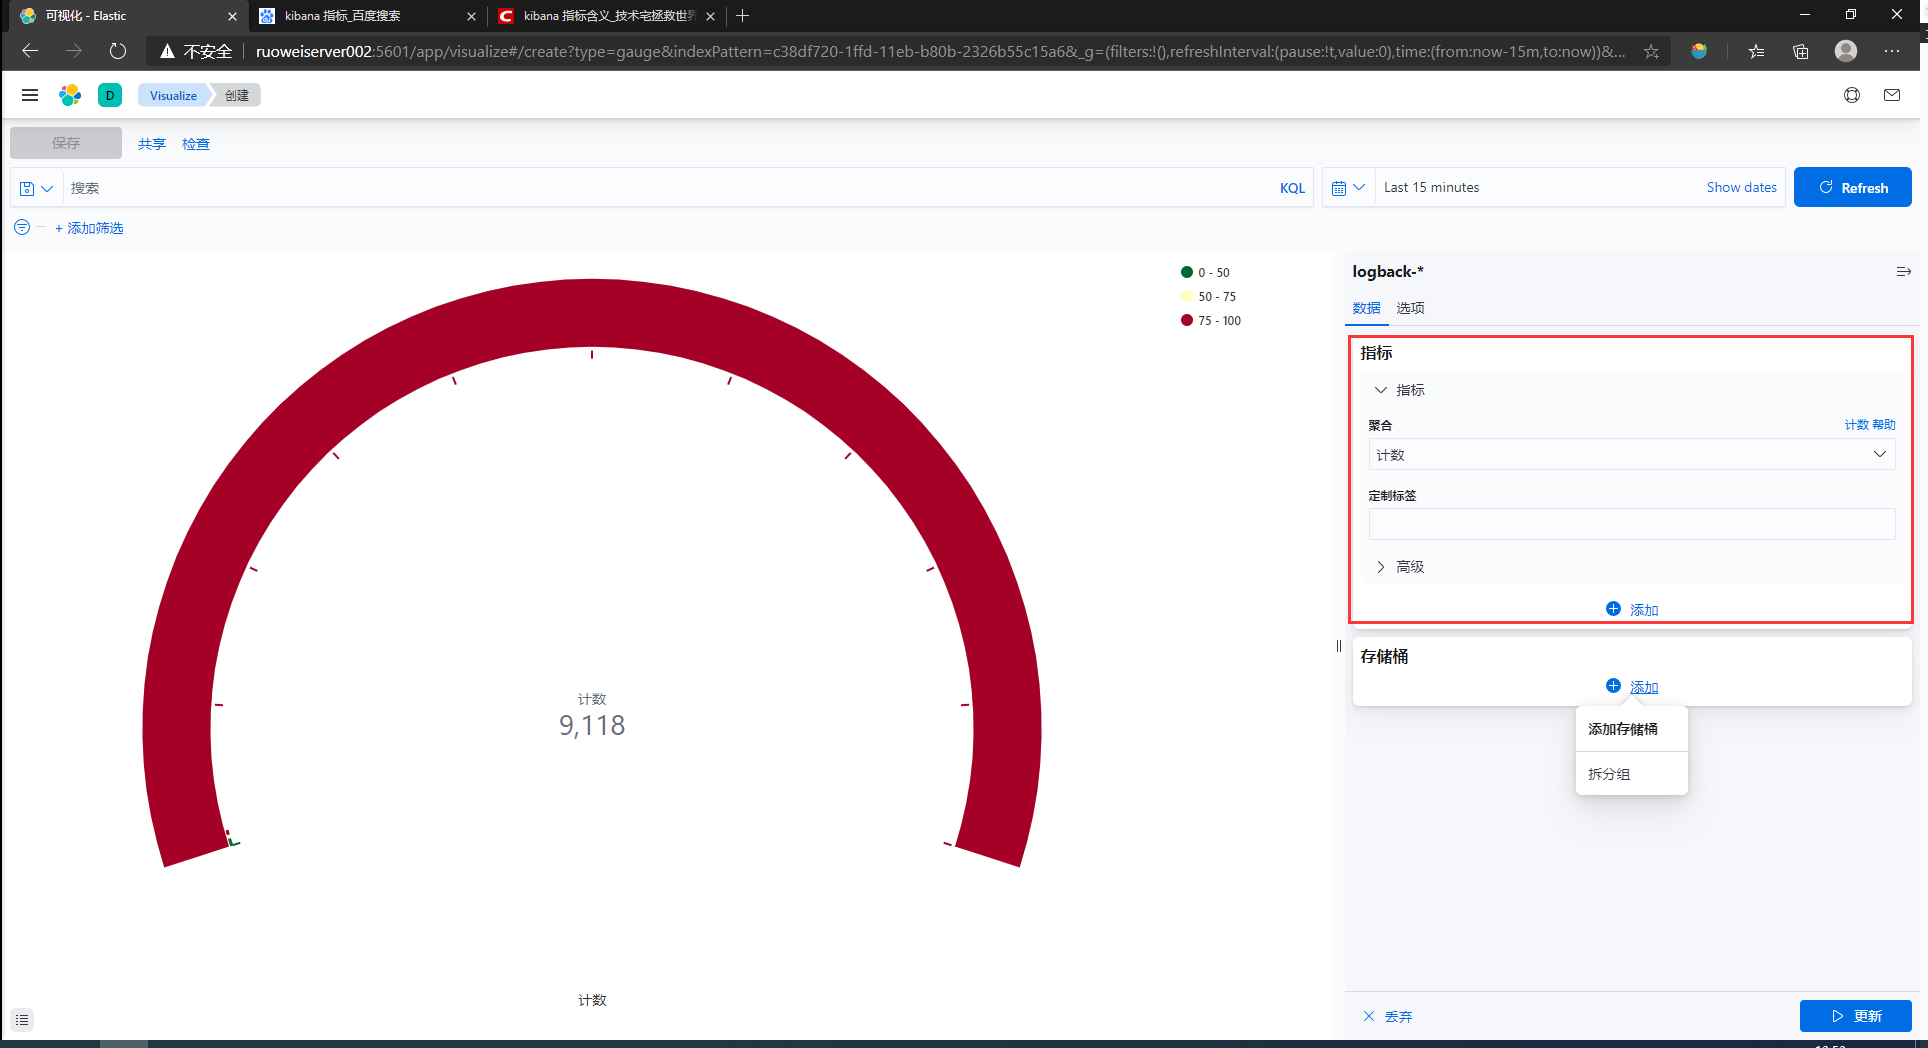 可视化 - Elastic
kibana 指标_百度搜索
kibana 指标含义_技术宅拯救世界
不安全
ruoweiserver002:5601/app/visualize#/create?type=gauge&indexPattern=c38df720-1ffd-11eb-b80b-2326b55c15a6&_g=(filters:!(),refreshInterval:(pause:!t,value:0),time:(from:now-15m,to:now))&...
D
Visualize
创建
保存
共享
检查
搜索
KQL
Last 15 minutes
Show dates
Refresh
+ 添加筛选
0 - 50
50 - 75
75 - 100
计数
9,118
计数
logback-*
数据
选项
指标
指标
聚合
计数 帮助
计数
定制标签
高级
添加
存储桶
添加
添加存储桶
拆分组
丢弃
更新